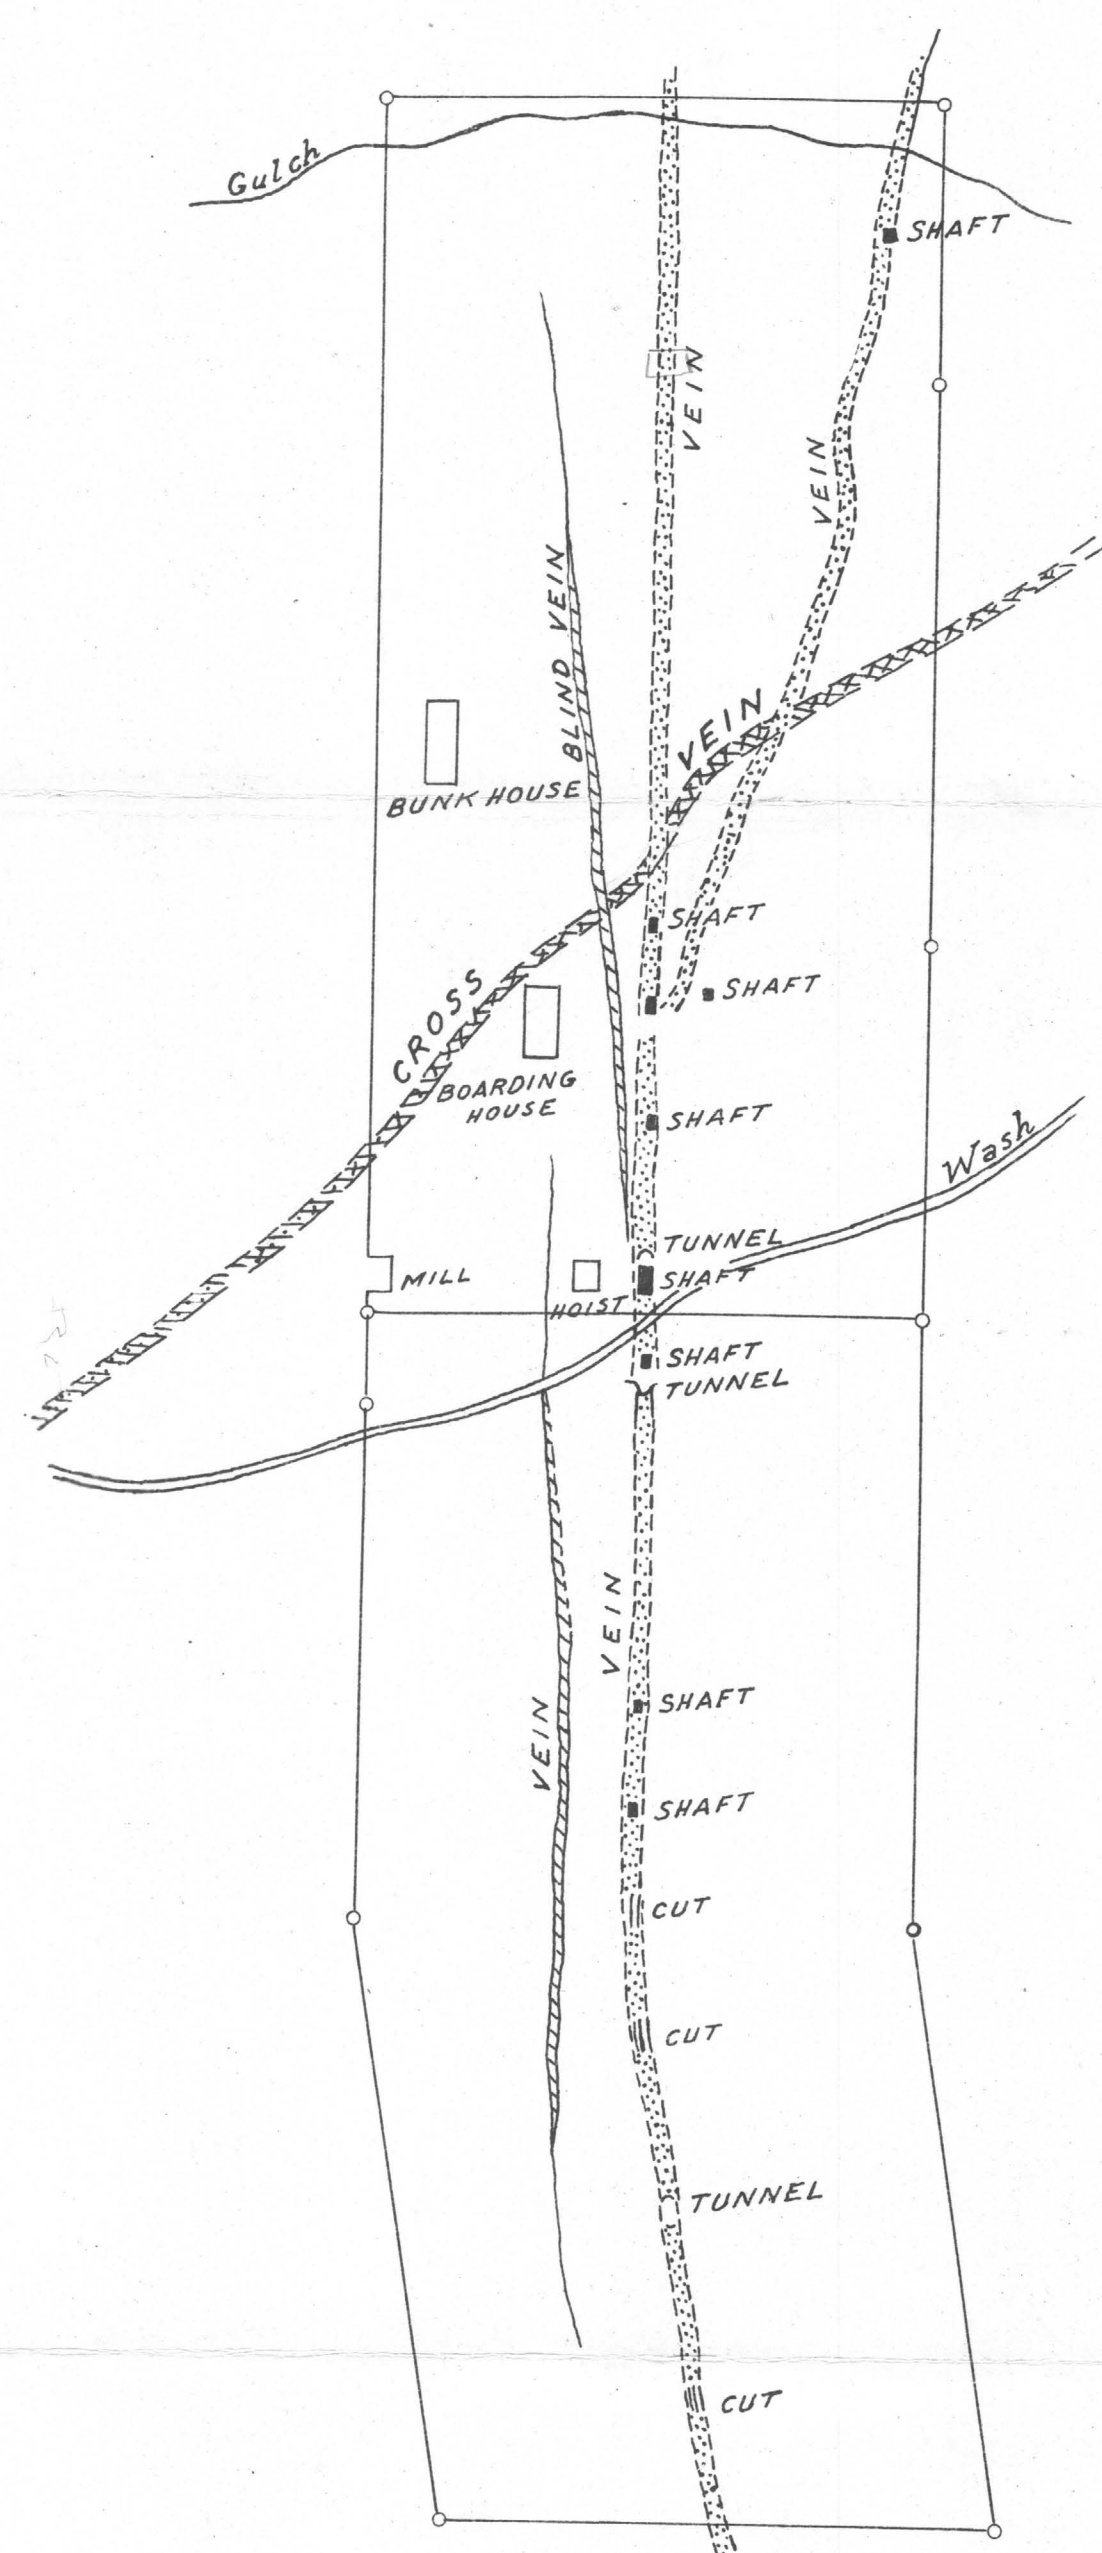 Gulch
SHAFT
VEIN
VEIN
BLIND VEIN
CROSS VEIN
BUNK HOUSE
SHAFT
SHAFT
BOARDING
HOUSE
SHAFT
Wash
TUNNEL
MILL
SHAFT
HOIST
SHAFT
TUNNEL
VEIN
SHAFT
VEIN
SHAFT
CUT
CUT
TUNNEL
CUT